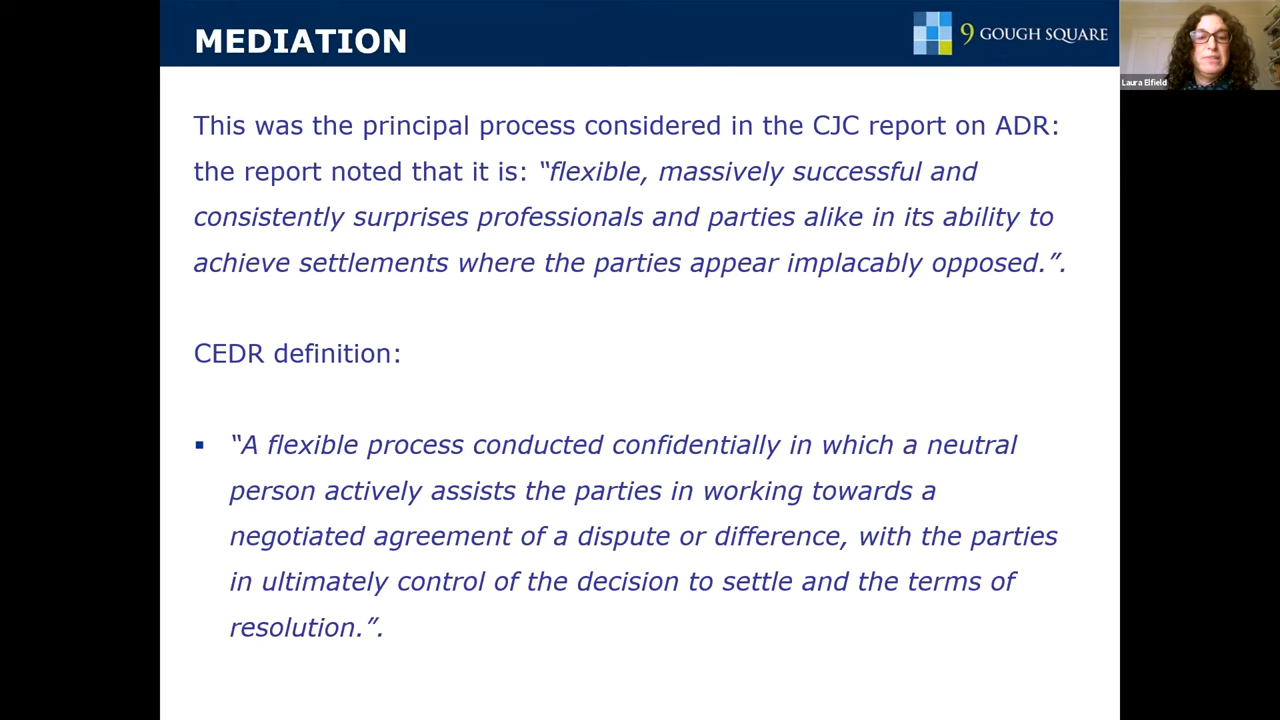 MEDIATION
9 GOUGH SQUARE
Laura Elfield
This was the principal process considered in the CJC report on ADR:
the report noted that it is: “flexible, massively successful and
consistently surprises professionals and parties alike in its ability to
achieve settlements where the parties appear implacably opposed.”.
CEDR definition:
▪ “A flexible process conducted confidentially in which a neutral
person actively assists the parties in working towards a
negotiated agreement of a dispute or difference, with the parties
in ultimately control of the decision to settle and the terms of
resolution.”.